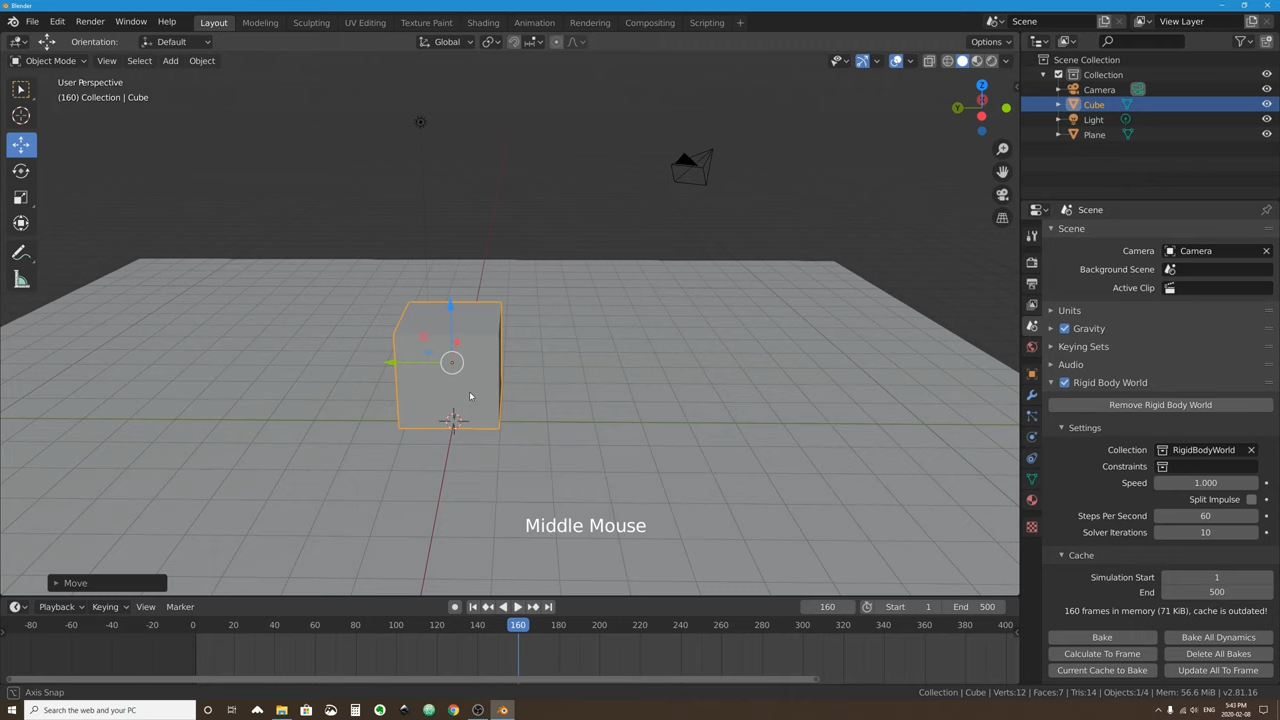 Blender
File Edit Render Window Help Layout Modeling Sculpting UV Editing Texture Paint Shading Animation Rendering Compositing Scripting + Scene View Layer
Orientation: Default Global Options
Object Mode View Select Add Object
User Perspective
(160) Collection | Cube
Z
Y
Scene Collection
Collection
Camera
Cube
Light
Plane
Scene
Scene
Camera Camera
Background Scene
Active Clip
Units
Gravity
Keying Sets
Audio
Rigid Body World
Remove Rigid Body World
Settings
Collection RigidBodyWorld
Constraints
Speed 1.000
Split Impulse
Steps Per Second 60
Solver Iterations 10
Cache
Simulation Start 1
End 500
160 frames in memory (71 KiB), cache is outdated!
Bake Bake All Dynamics
Calculate To Frame Delete All Bakes
Current Cache to Bake Update All To Frame
Middle Mouse
Move
Playback Keying View Marker 160 Start 1 End 500
-80 -60 -40 -20 0 20 40 60 80 100 120 140 160 180 200 220 240 260 280 300 320 340 360 380 400
Axis Snap Collection | Cube | Verts:12 | Faces:7 | Tris:14 | Objects:1/4 | Mem: 56.6 MiB | v2.81.16
Search the web and your PC
5:43 PM
2020-02-08